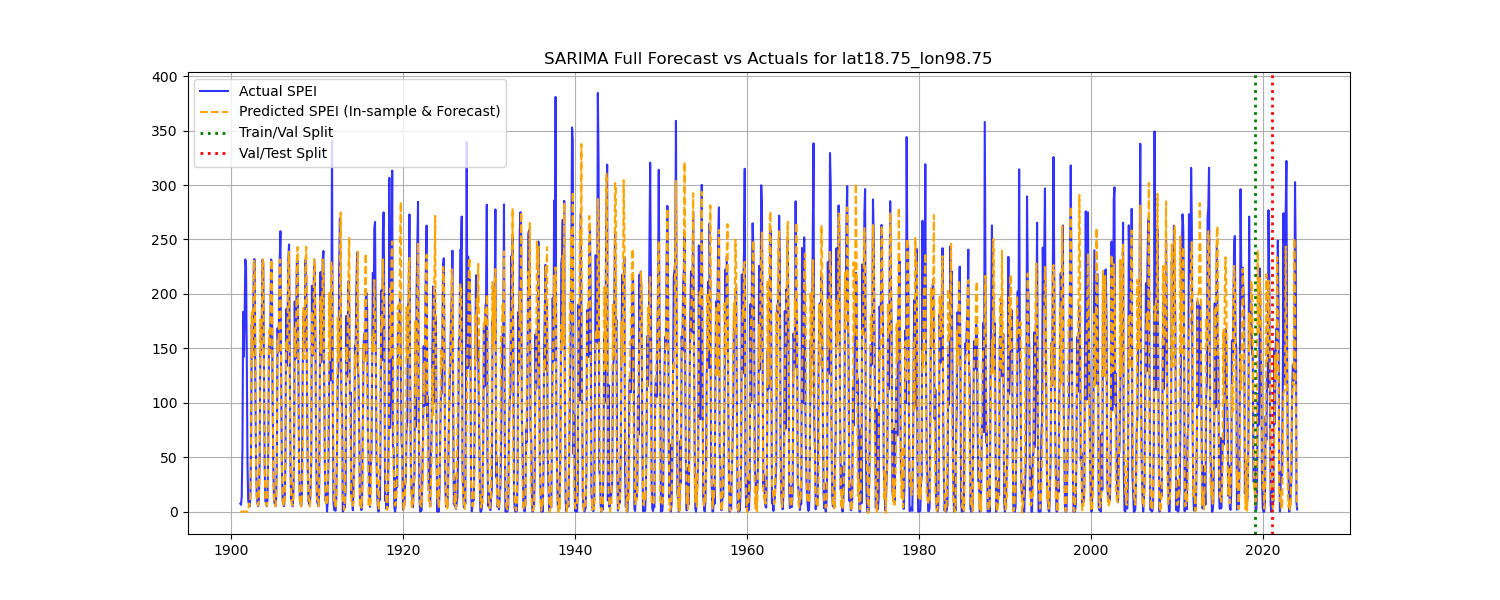 SARIMA Full Forecast vs Actuals for lat18.75_lon98.75
400
350
300
250
200
150
100
50
0
Actual SPEI
Predicted SPEI (In-sample & Forecast)
Train/Val Split
Val/Test Split
1900 1920 1940 1960 1980 2000 2020